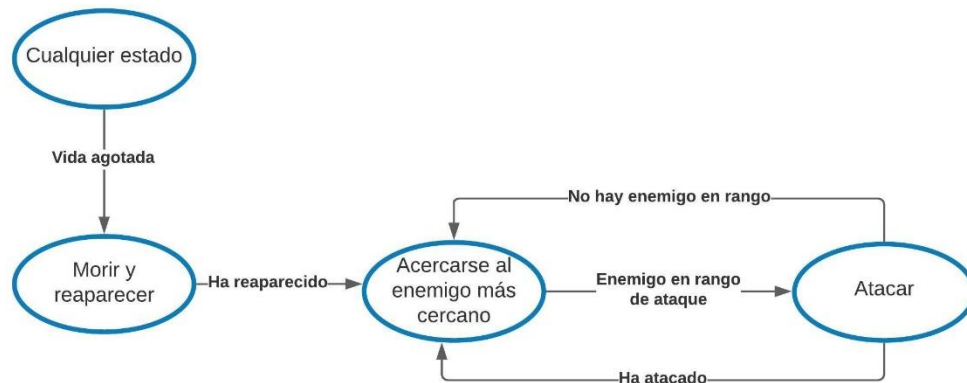 Cualquier estado
Vida agotada
No hay enemigo en rango
Morir y
reaparecer
Ha reaparecido
Acercarse al
enemigo más
cercano
Enemigo en rango
de ataque
Atacar
Ha atacado